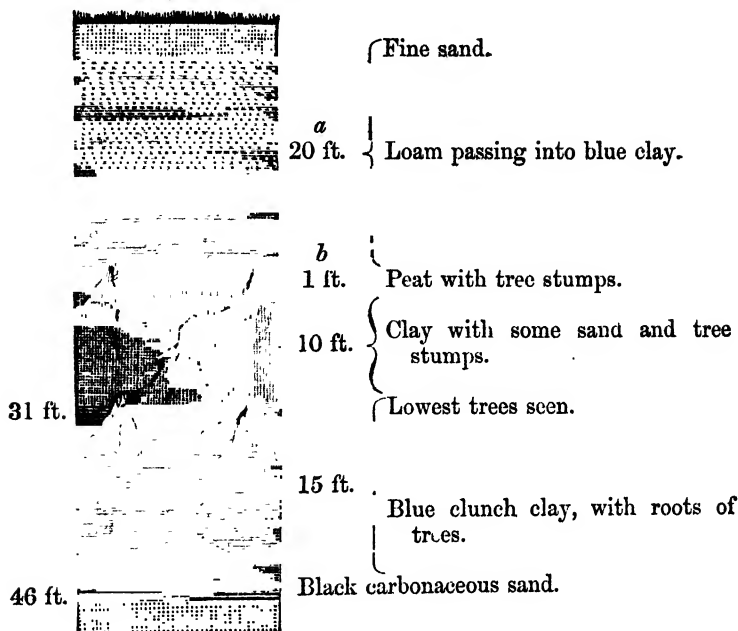 Fine sand.
a
20 ft. Loam passing into blue clay.
b
1 ft. Peat with tree stumps.
10 ft. Clay with some sand and tree
stumps.
31 ft. Lowest trees seen.
15 ft.
Blue clunch clay, with roots of
trees.
46 ft. Black carbonaceous sand.